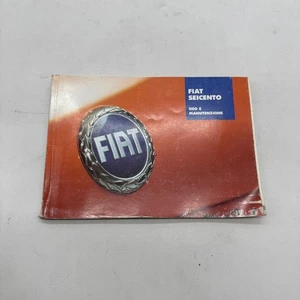 FIAT
SEICENTO
USO E
MANUTENZIONE
FIAT